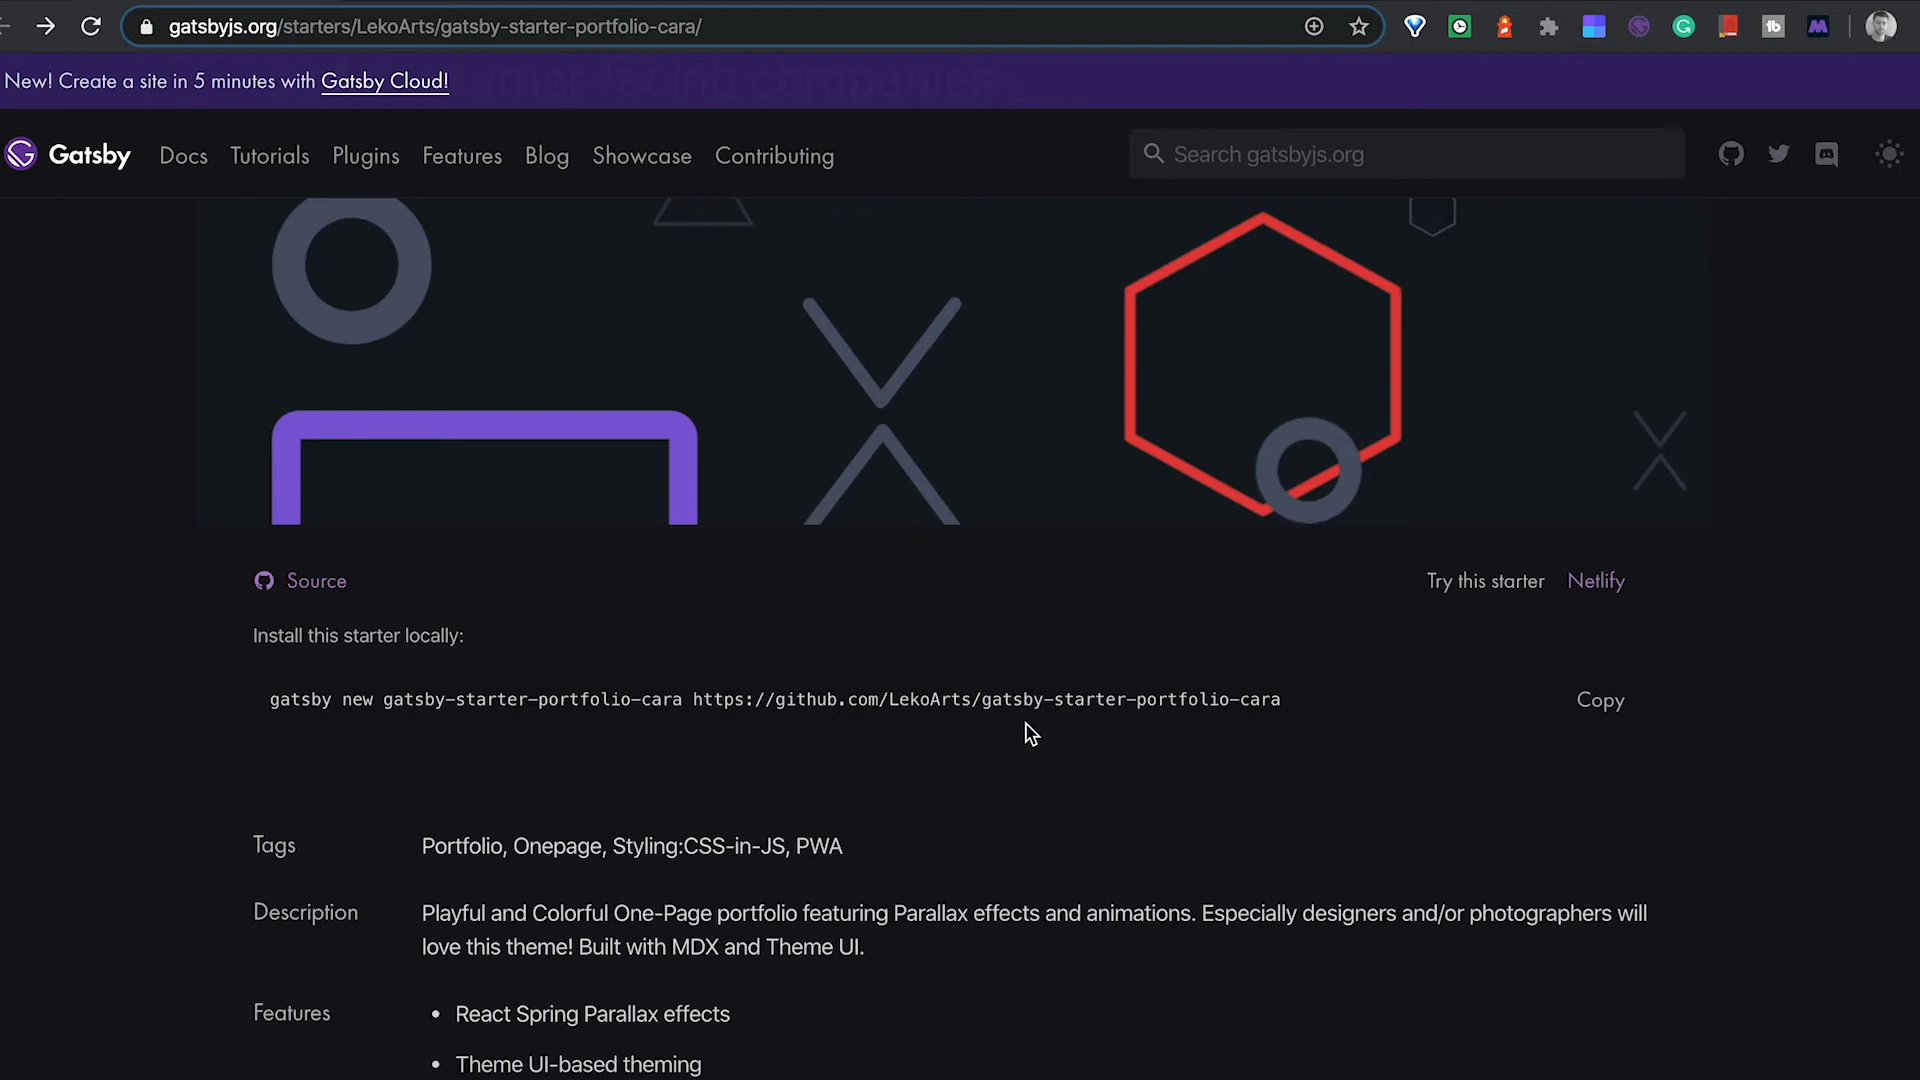 gatsbyjs.org/starters/LekoArts/gatsby-starter-portfolio-cara/
New! Create a site in 5 minutes with Gatsby Cloud!
Gatsby Docs Tutorials Plugins Features Blog Showcase Contributing Search gatsbyjs.org
Source Try this starter Netlify
Install this starter locally:
gatsby new gatsby-starter-portfolio-cara https://github.com/LekoArts/gatsby-starter-portfolio-cara Copy
Tags Portfolio, Onepage, Styling:CSS-in-JS, PWA
Description Playful and Colorful One-Page portfolio featuring Parallax effects and animations. Especially designers and/or photographers will
love this theme! Built with MDX and Theme UI.
Features • React Spring Parallax effects
• Theme UI-based theming